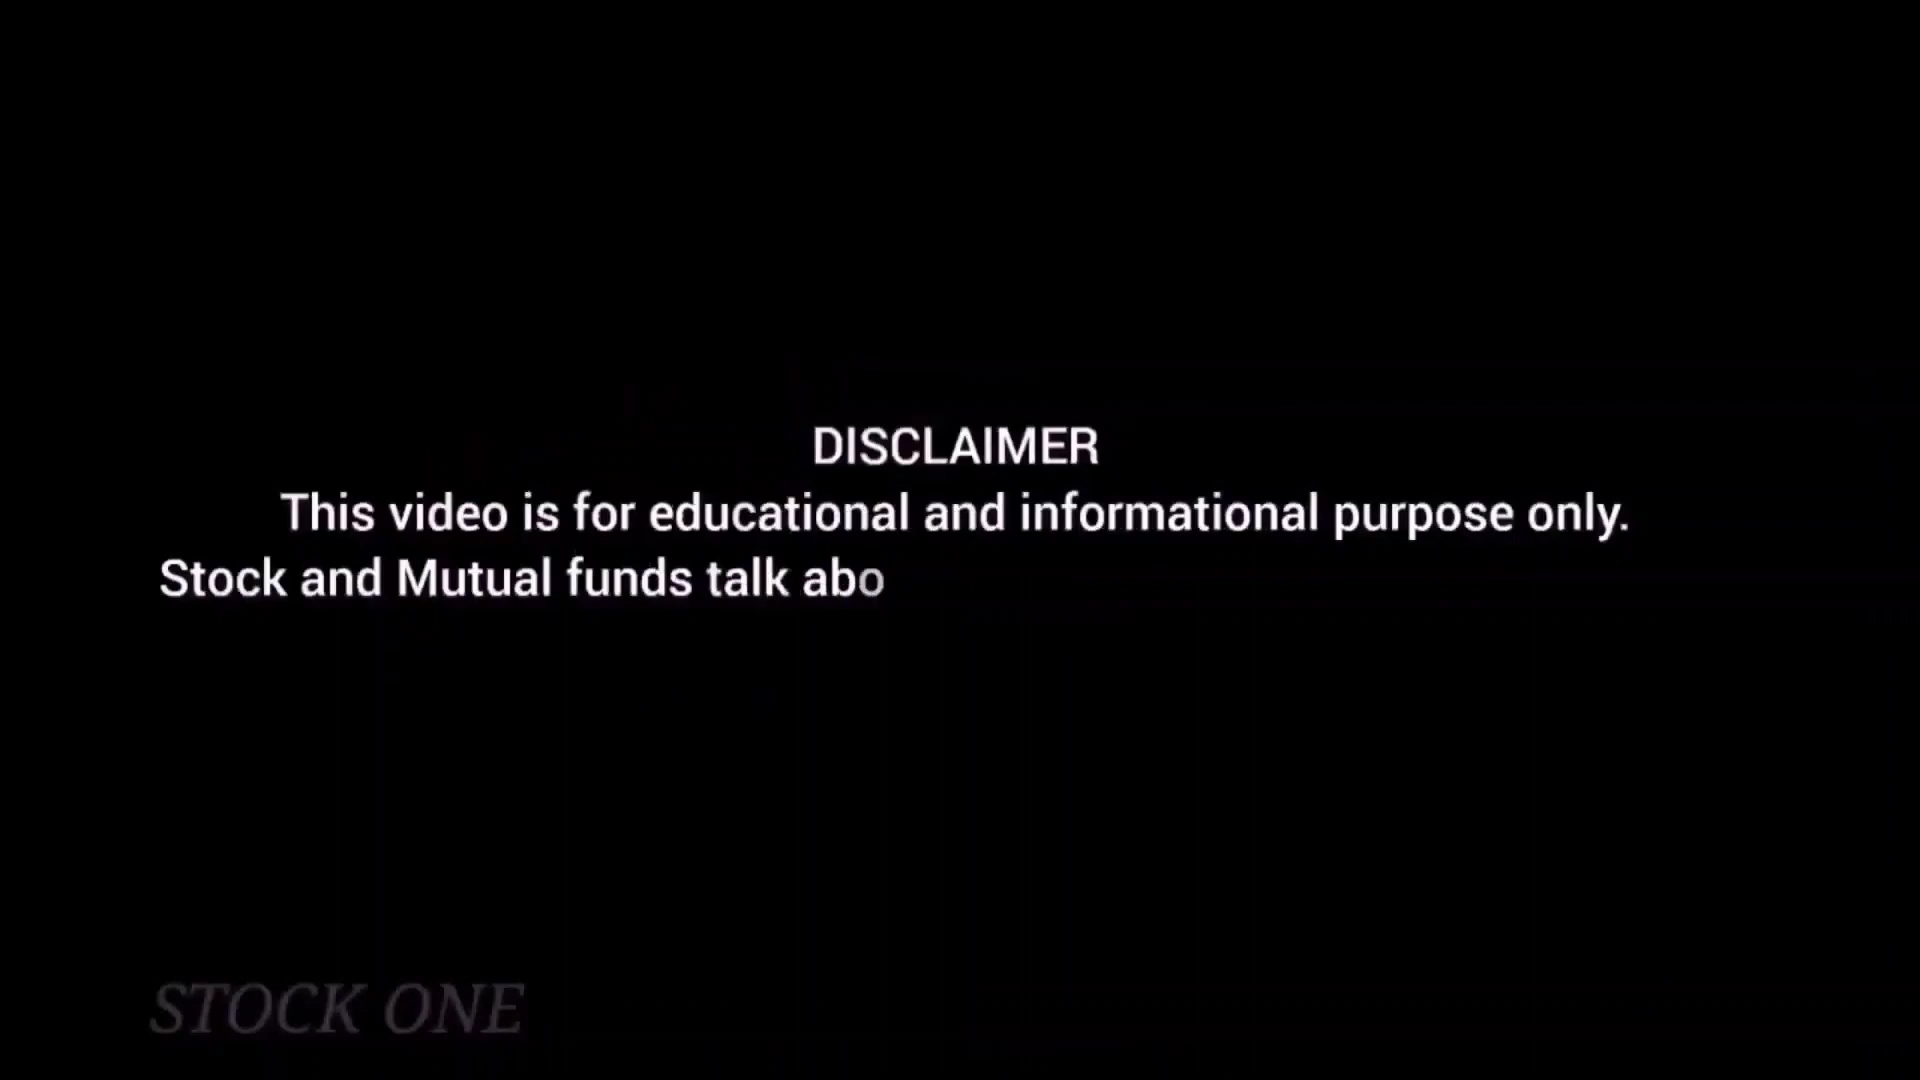 DISCLAIMER
This video is for educational and informational purpose only.
Stock and Mutual funds talk abo
STOCK ONE